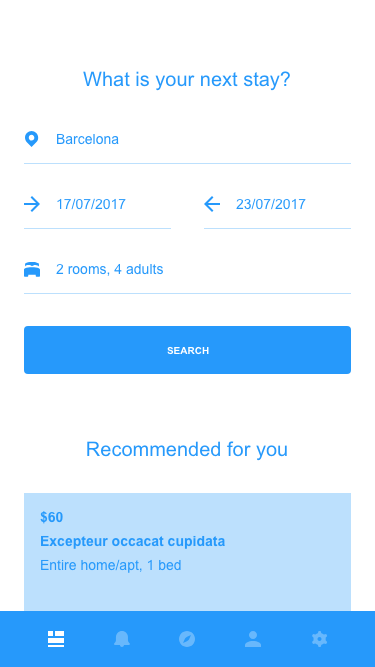 What is your next stay?
Barcelona
17/07/2017
23/07/2017
2 rooms, 4 adults
SEARCH
Recommended for you
$60
Excepteur occacat cupidata
Entire home/apt, 1 bed